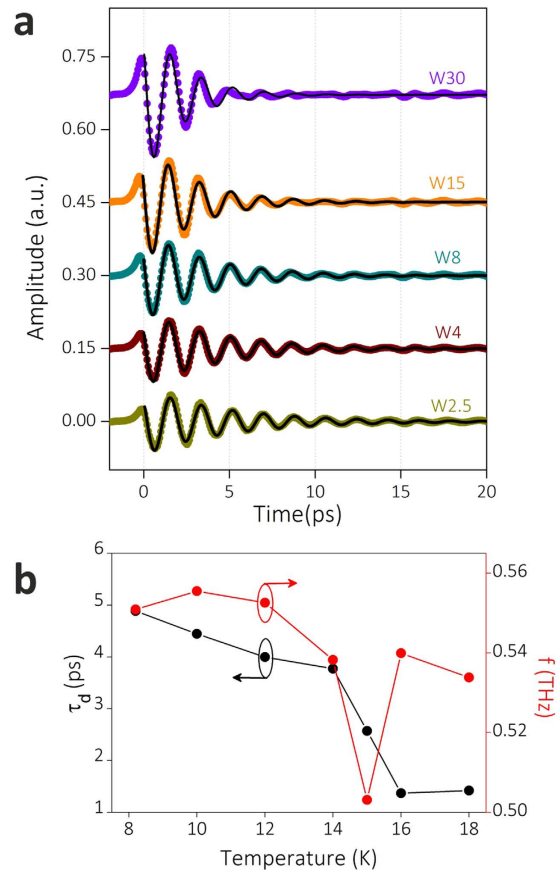 a
0.75
0.60
0.45
0.30
0.15
0.00
Amplitude (a.u.)
W30
W15
W8
W4
W2.5
0 5 10 15 20
Time(ps)
b
6
5
4
3
2
1
τd (ps)
0.56
0.54
0.52
0.50
f (THz)
8 10 12 14 16 18
Temperature (K)